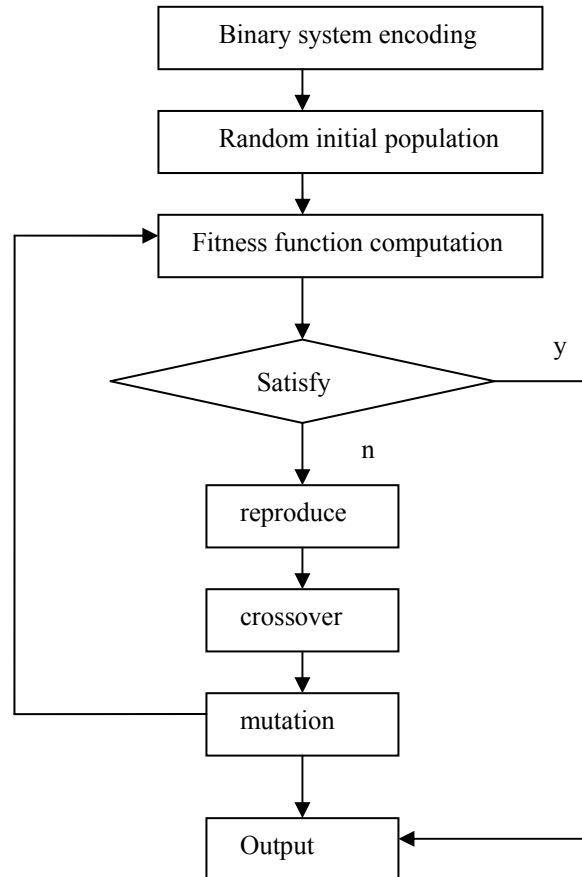 Binary system encoding
Random initial population
Fitness function computation
y
Satisfy
n
reproduce
crossover
mutation
Output